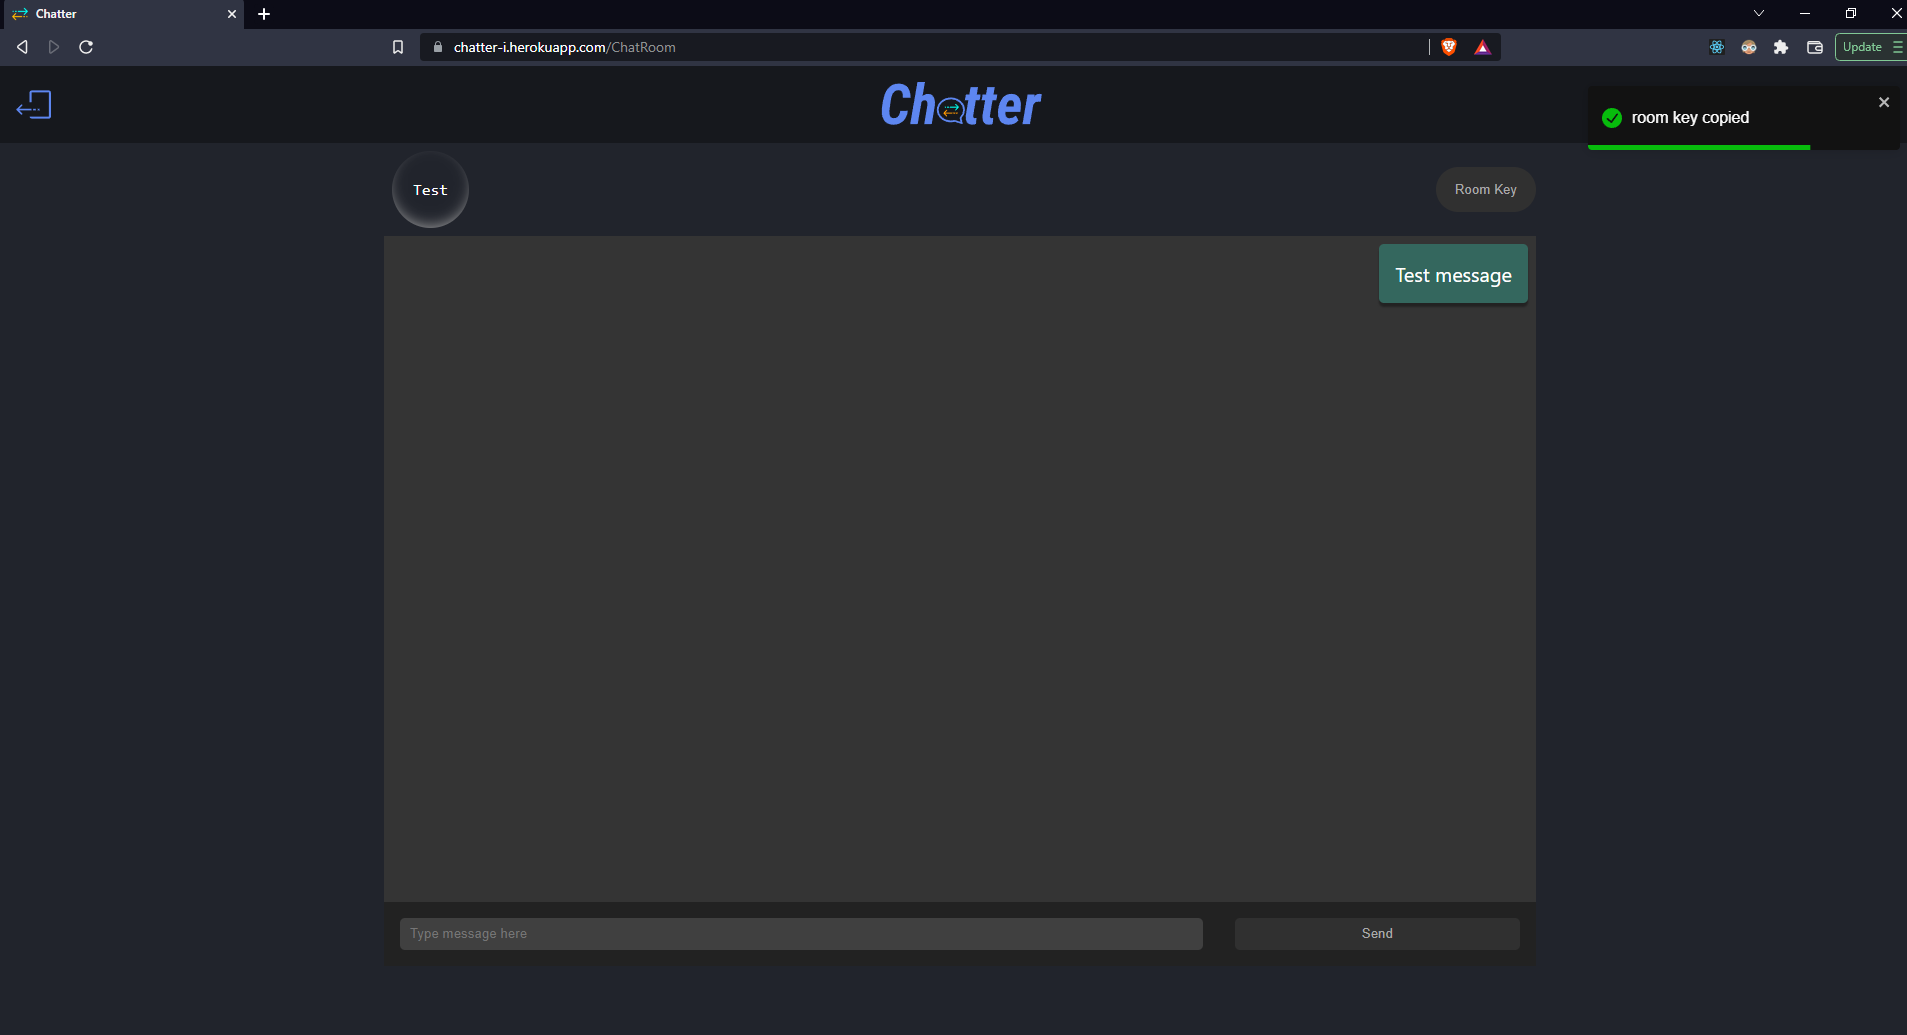 Chatter
chatter-i.herokuapp.com/ChatRoom
Update
Chatter
room key copied
Test
Room Key
Test message
Type message here
Send